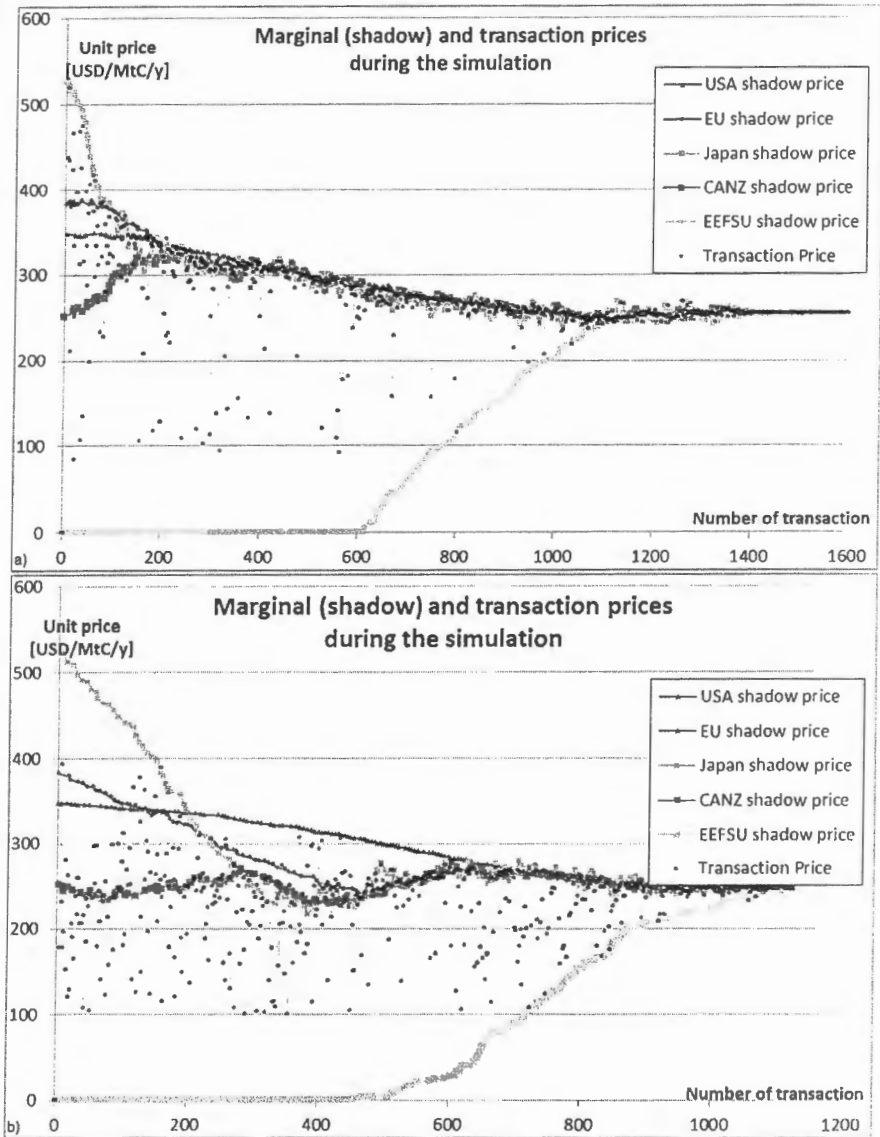 600
Marginal (shadow) and transaction prices
during the simulation
Unit price
[USD/MtC/y]
500
400
300
200
100
0
USA shadow price
EU shadow price
Japan shadow price
CANZ shadow price
EEFSU shadow price
Transaction Price
Number of transaction
a)
0 200 400 600 800 1000 1200 1400 1600
600
Marginal (shadow) and transaction prices
during the simulation
Unit price
[USD/MtC/y]
500
400
300
200
100
0
USA shadow price
EU shadow price
Japan shadow price
CANZ shadow price
EEFSU shadow price
Transaction Price
Number of transaction
b)
0 200 400 600 800 1000 1200